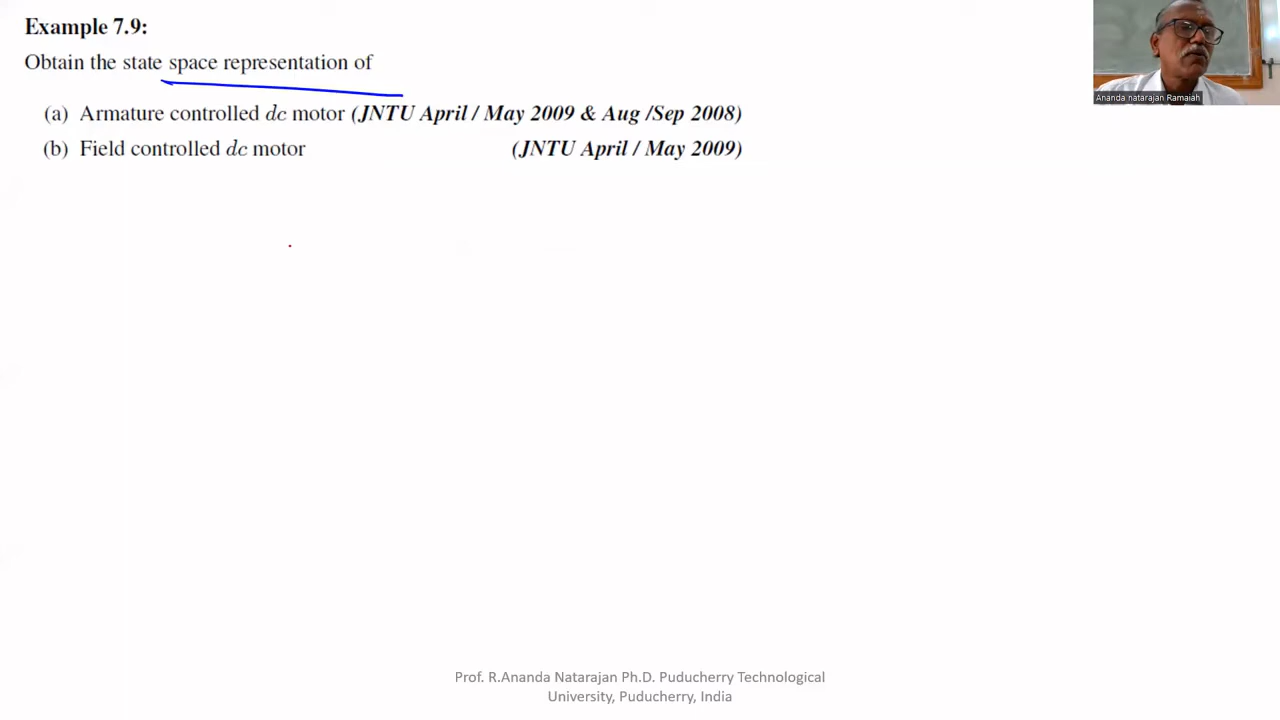 Example 7.9:
Obtain the state space representation of
(a) Armature controlled dc motor (JNTU April / May 2009 & Aug /Sep 2008)
(b) Field controlled dc motor (JNTU April / May 2009)
Ananda natarajan Ramaiah
Prof. R.Ananda Natarajan Ph.D. Puducherry Technological
University, Puducherry, India